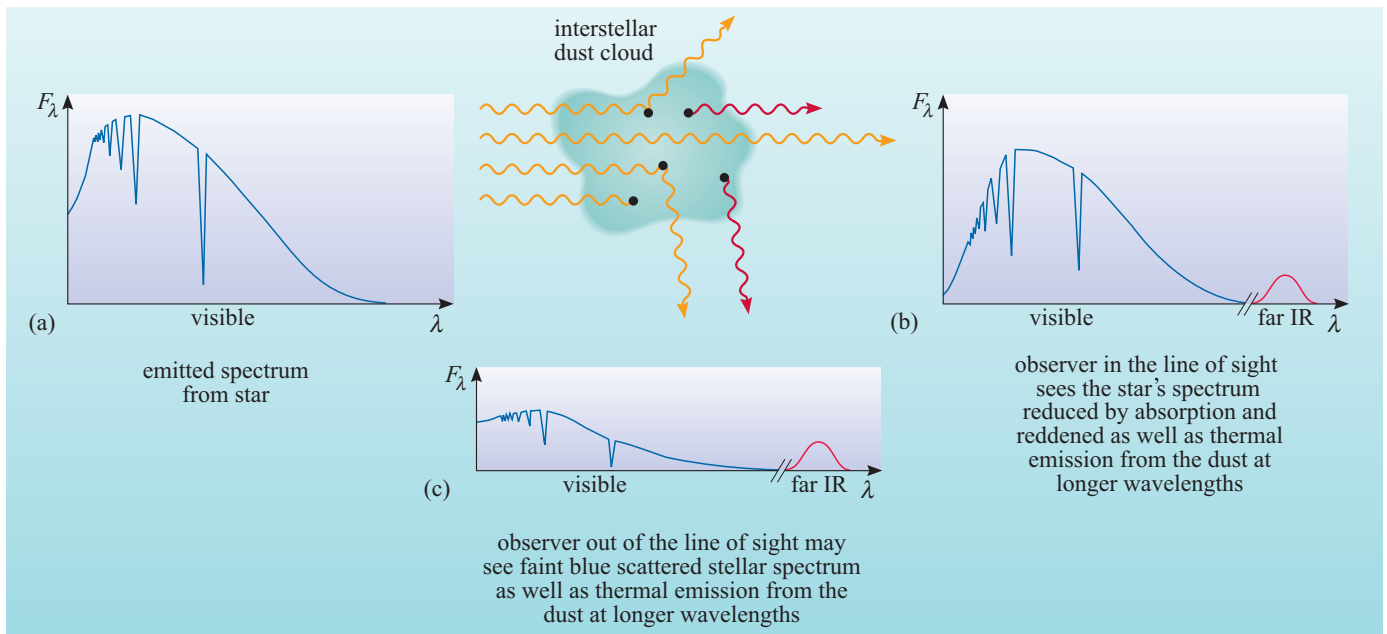 interstellar
dust cloud
Fλ
visible
λ
(a)
emitted spectrum
from star
Fλ
visible
far IR
λ
(b)
observer in the line of sight
sees the star’s spectrum
reduced by absorption and
reddened as well as thermal
emission from the dust at
longer wavelengths
Fλ
visible
far IR
λ
(c)
observer out of the line of sight may
see faint blue scattered stellar spectrum
as well as thermal emission from the
dust at longer wavelengths